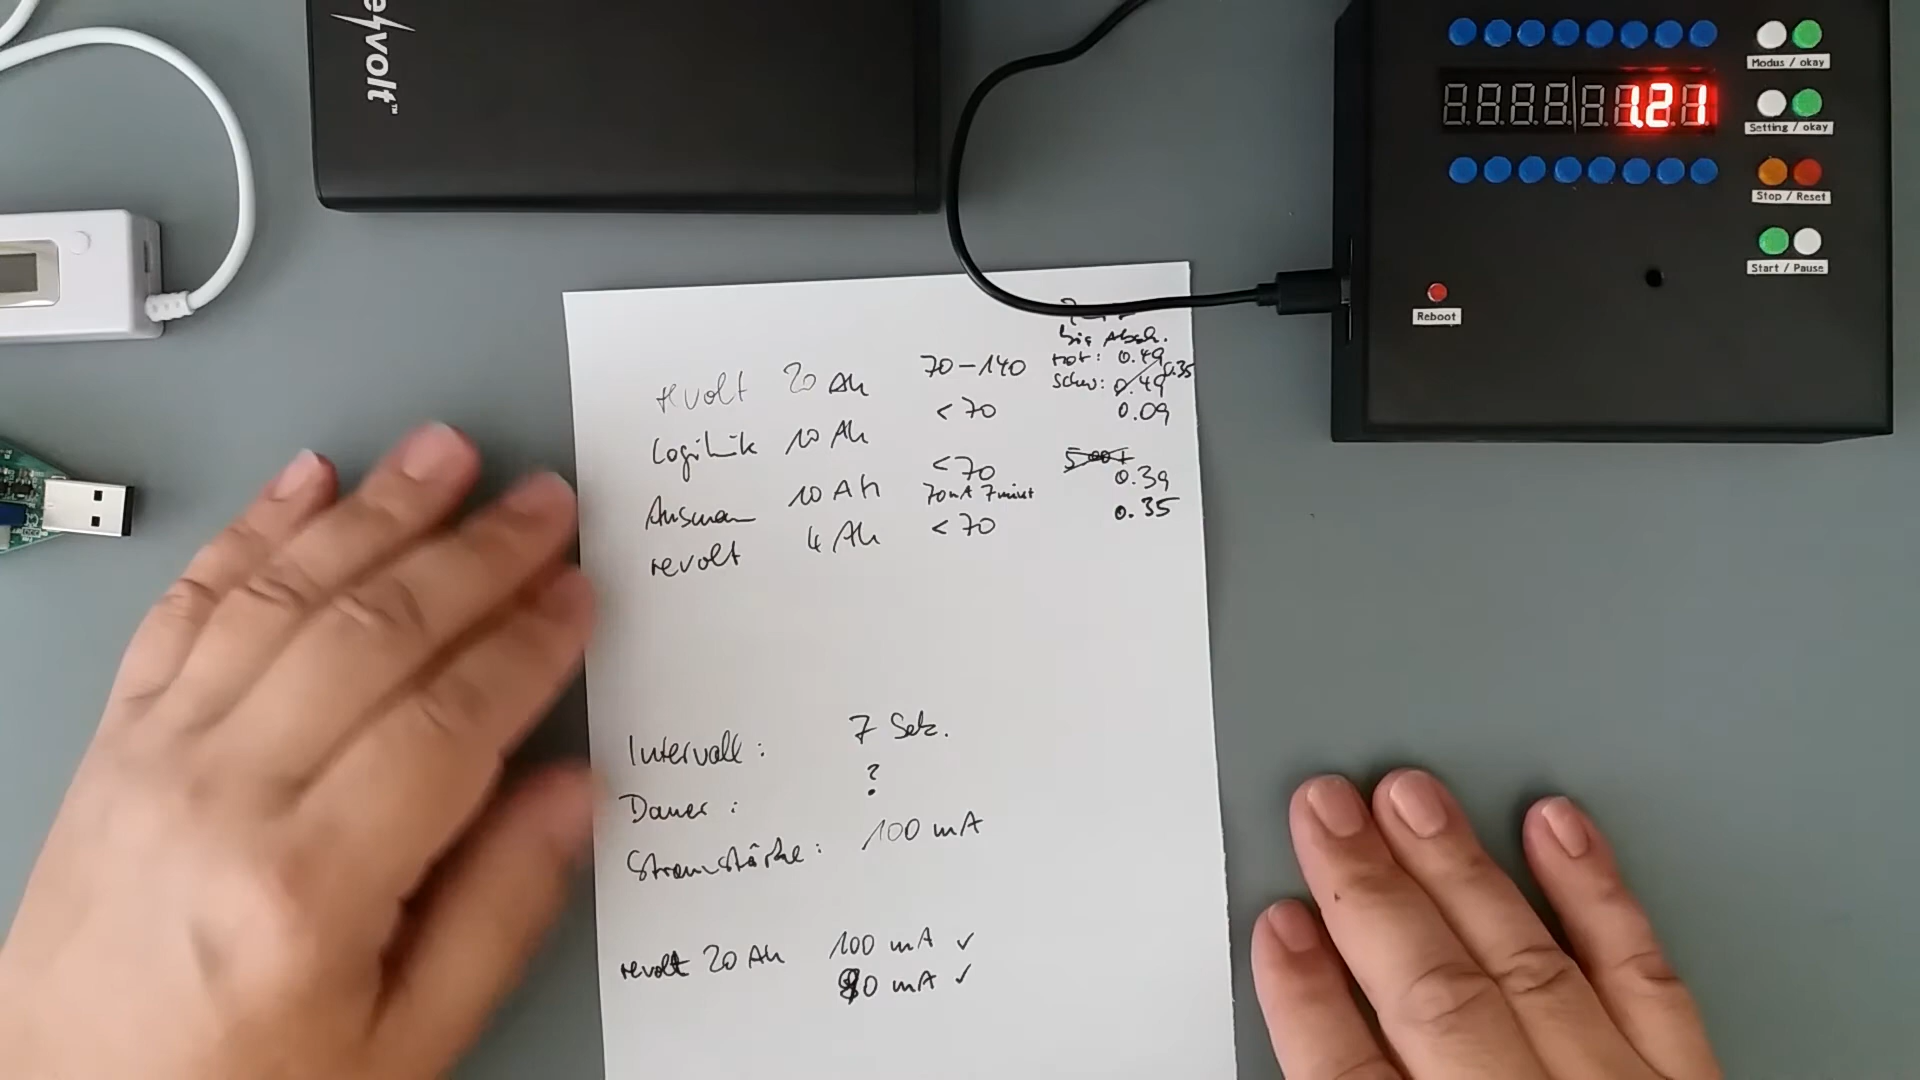 e/volt™
1.21
Modus / okay
Setting / okay
Stop / Reset
Start / Pause
Reboot
bis Absch.
revolt 20 Ah 70-140 rot: 0.49
schw: 0.49 0.35
Logilink 10 Ah <70 0.09
Ansman 10 Ah <70 0.39
70mA 7 minut
revolt 4 Ah <70 0.35
Intervall: 7 Sek.
Dauer: ?
Stromstärke: 100 mA
revolt 20 Ah 100 mA ✓
90 mA ✓